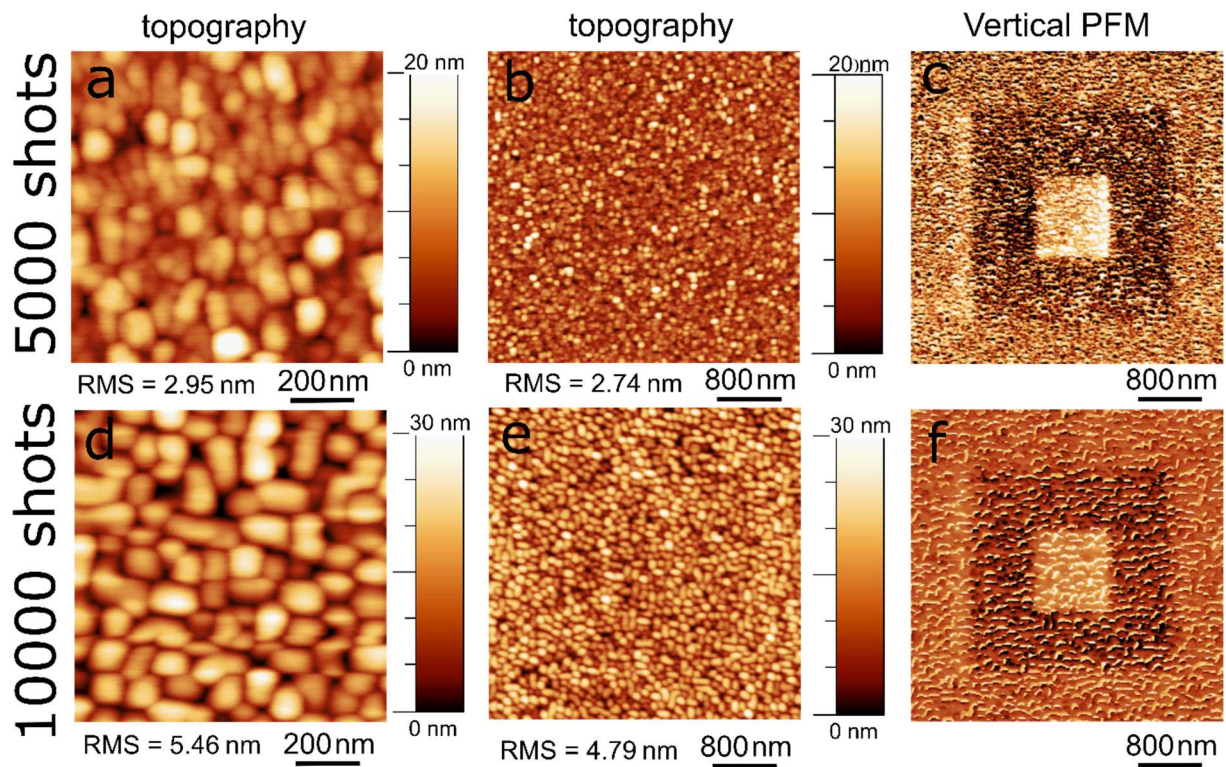 topography
topography
Vertical PFM
5000 shots
a
20 nm
0 nm
RMS = 2.95 nm
200 nm
b
20 nm
0 nm
RMS = 2.74 nm
800 nm
c
800 nm
10000 shots
d
30 nm
0 nm
RMS = 5.46 nm
200 nm
e
30 nm
0 nm
RMS = 4.79 nm
800 nm
f
800 nm